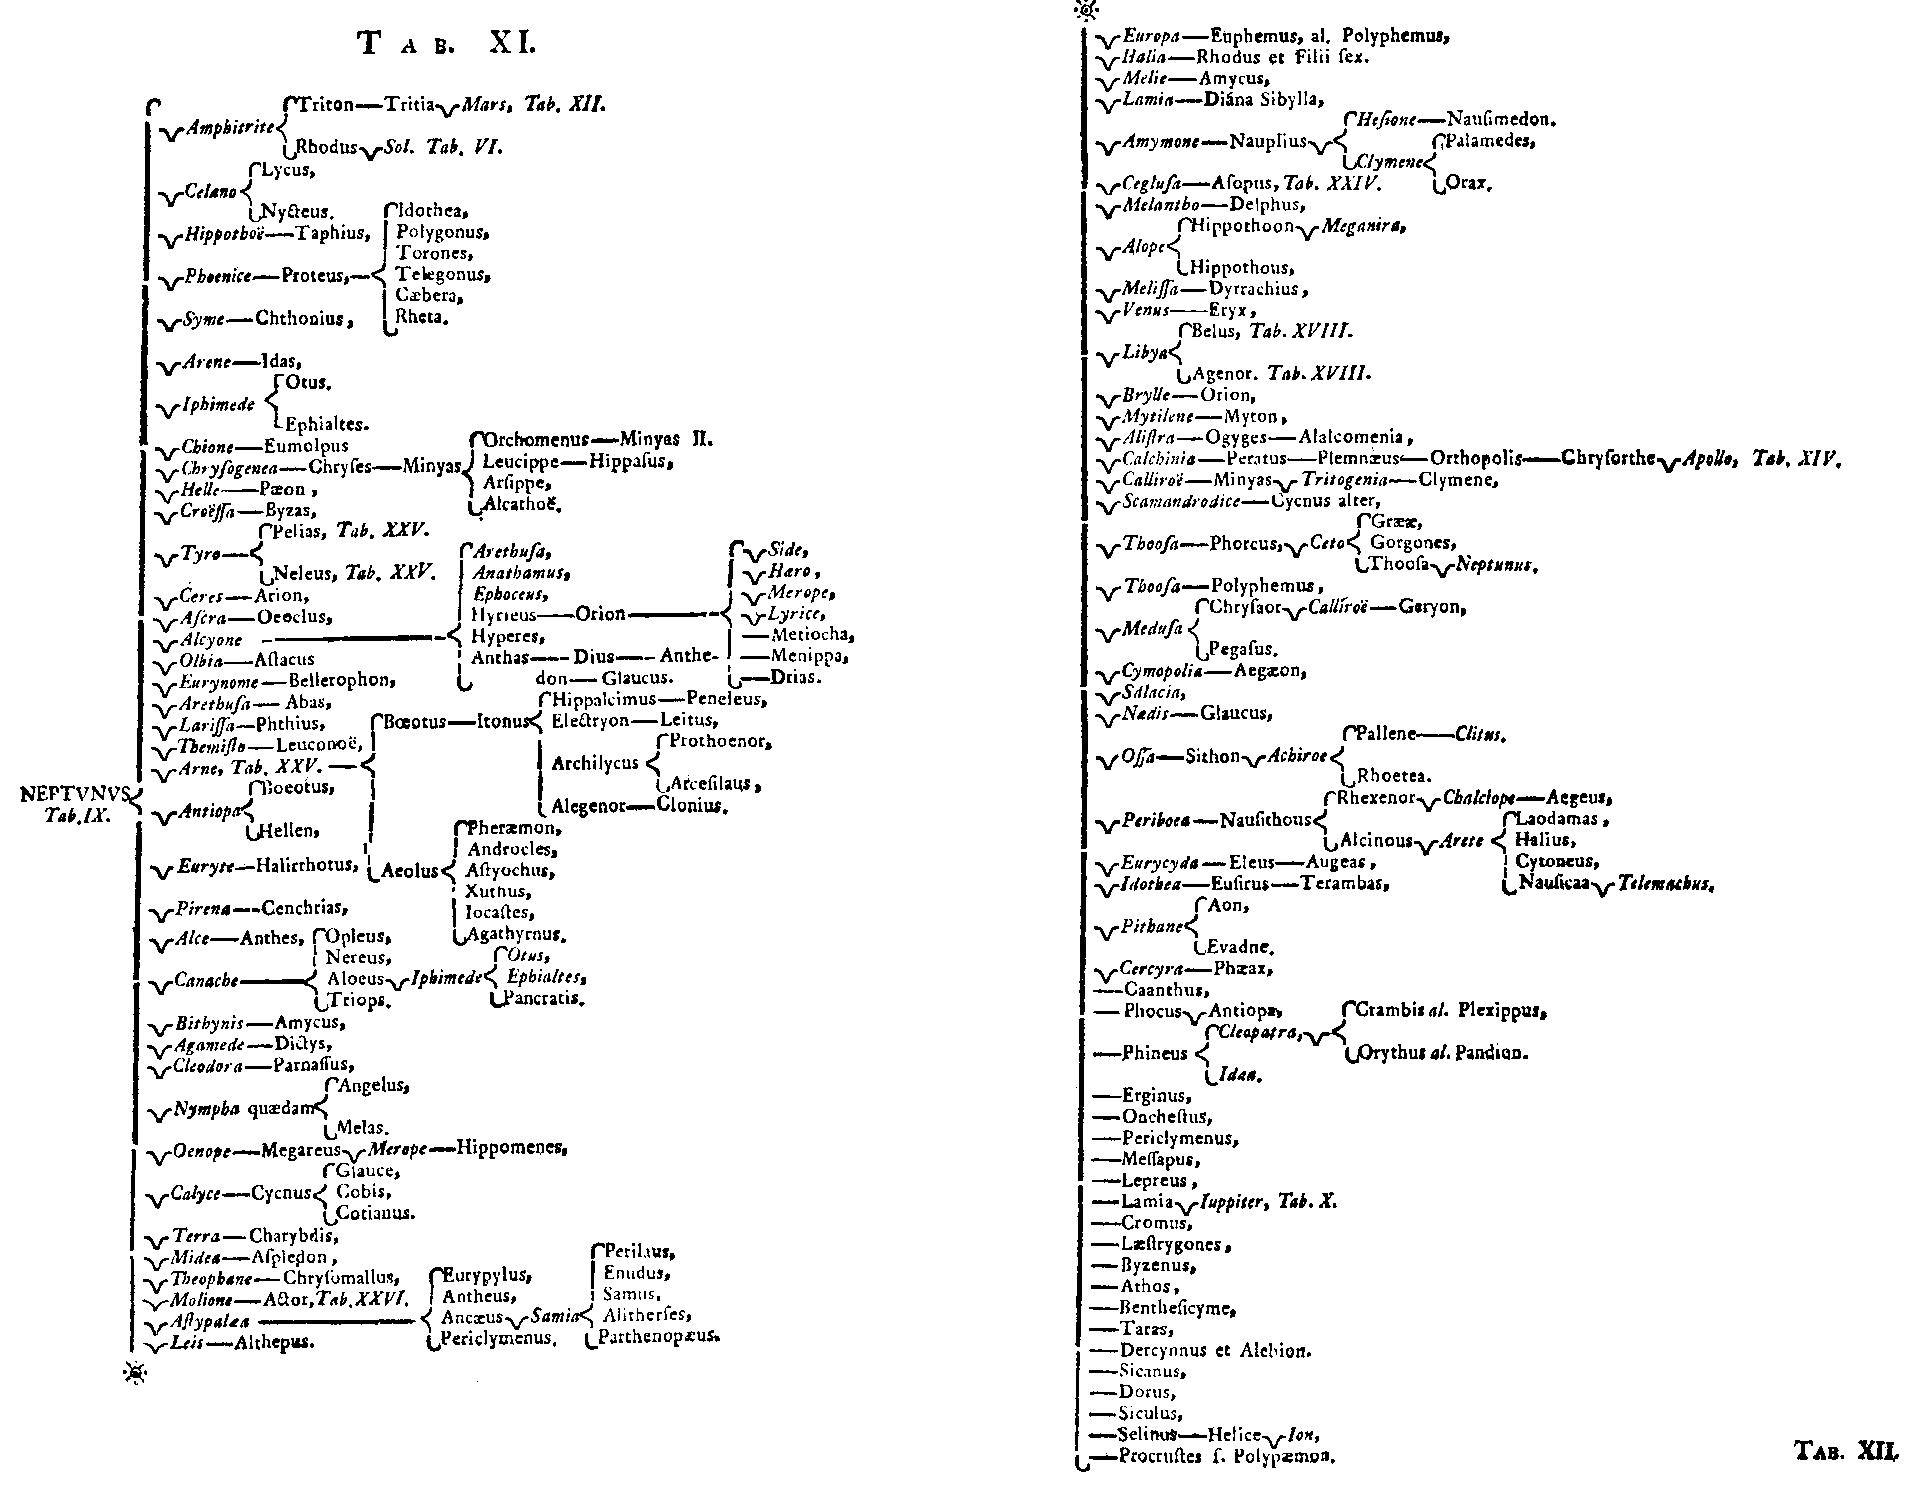 TAB. XI.
Triton—Tritia Mars, Tab. XII.
Amphitrite
Rhodus Sol. Tab. VI.
Lycus,
Celæno
Nycteus.
Idothea,
Hippothoë—Taphius, Polygonus,
Torones,
Phoenice—Proteus,— Telegonus,
Cæbera,
Syme—Chthonius, Rheta.
Arene—Idas,
Otus.
Iphimede
Ephialtes.
Chione—Eumolpus Orchomenus—Minyas II.
Chrysogenea—Chryses—Minyas Leucippe—Hippaſus,
Helle—Pæon, Arſippe,
Croëſſa—Byzas, Alcathoë.
Pelias, Tab. XXV.
Tyro— Arethuſa, Side,
Neleus, Tab. XXV. Anathamus, Haro,
Ceres—Arion, Ephoceus, Merope,
Aſcra—Oeoclus, Hyrieus—Orion Lyrice,
Alcyone Hyperes, —Metiocha,
Olbia—Aſtacus Anthas—Dius—Anthe- —Menippa,
Eurynome—Bellerophon, don—Glaucus. —Drias.
Arethuſa—Abas, Hippalcimus—Peneleus,
Lariſſa—Phthius, Bœotus—Itonus Electryon—Leitus,
Themiſto—Leuconoë, Prothoenor,
Arne, Tab. XXV. — Archilycus
Boeotus, Arceſilaus,
NEPTVNVS Antiopa Alegenor—Clonius.
Tab. IX. Hellen, Pheræmon,
Androcles,
Euryte—Halirrhotus, Aeolus Aſtyochus,
Xuthus,
Pirena—Cenchrias, Iocaſtes,
Alce—Anthes, Opleus, Agathyrnus.
Nereus, Otus,
Canache Aloeus Iphimede Ephialtes,
Triops. Pancratis.
Bithynis—Amycus,
Agamede—Dictys,
Cleodora—Parnaſſus,
Angelus,
Nympha quædam
Melas.
Oenope—Megareus Merope—Hippomenes,
Glauce,
Calyce—Cycnus Cobis,
Cotianus.
Terra—Charybdis,
Midea—Aſpledon, Perilaus,
Theophane—Chryſomallus, Eurypylus, Enudus,
Molione—Actor, Tab. XXVI. Antheus, Samus,
Aſtypalæa Ancæus Samia Alitherſes,
Leis—Althepus. Periclymenus. Parthenopæus.
Europa—Euphemus, al. Polyphemus,
Halia—Rhodus et Filii ſex.
Melie—Amycus,
Lamia—Diána Sibylla,
Heſione—Nauſimedon.
Amymone—Nauplius Palamedes,
Clymene
Cegluſa—Aſopus, Tab. XXIV. Orax.
Melantho—Delphus,
Hippothoon Meganira,
Alope
Hippothous,
Meliſſa—Dyrrachius,
Venus—Eryx,
Belus, Tab. XVIII.
Libya
Agenor. Tab. XVIII.
Brylle—Orion,
Mytilene—Myton,
Aliſtra—Ogyges—Alalcomenia,
Calchinia—Peratus—Plemnæus—Orthopolis—Chryſorthe Apollo, Tab. XIV.
Calliroë—Minyas Tritogenia—Clymene,
Scamandrodice—Cycnus alter,
Grææ,
Thooſa—Phorcus, Ceto Gorgones,
Thooſa Neptunus.
Thooſa—Polyphemus,
Chryſaor Calliroë—Geryon,
Meduſa
Pegaſus.
Cymopolia—Aegæon,
Salacia,
Naëis—Glaucus,
Pallene—Clitus.
Oſſa—Sithon Achiroe
Rhoetea.
Rhexenor Chalciope—Aegeus,
Periboea—Nauſithous Laodamas,
Alcinous Arete Halius,
Eurycyda—Eleus—Augeas, Cytoneus,
Idothea—Euſirus—Terambas, Nauſicaa Telemachus.
Aon,
Pithane
Evadne.
Cercyra—Phæax,
—Caanthus,
—Phocus Antiopa, Crambis al. Plexippus,
Cleopatra,
—Phineus Orythus al. Pandion.
Idæa.
—Erginus,
—Oncheſtus,
—Periclymenus,
—Meſſapus,
—Lepreus,
—Lamia Iuppiter, Tab. X.
—Cromus,
—Læſtrygones,
—Byzenus,
—Athos,
—Bentheſicyme,
—Taras,
—Dercynnus et Alebion.
—Sicanus,
—Dorus,
—Siculus,
—Selinus—Helice Ion,
—Procruſtes ſ. Polypæmon.
TAB. XII.